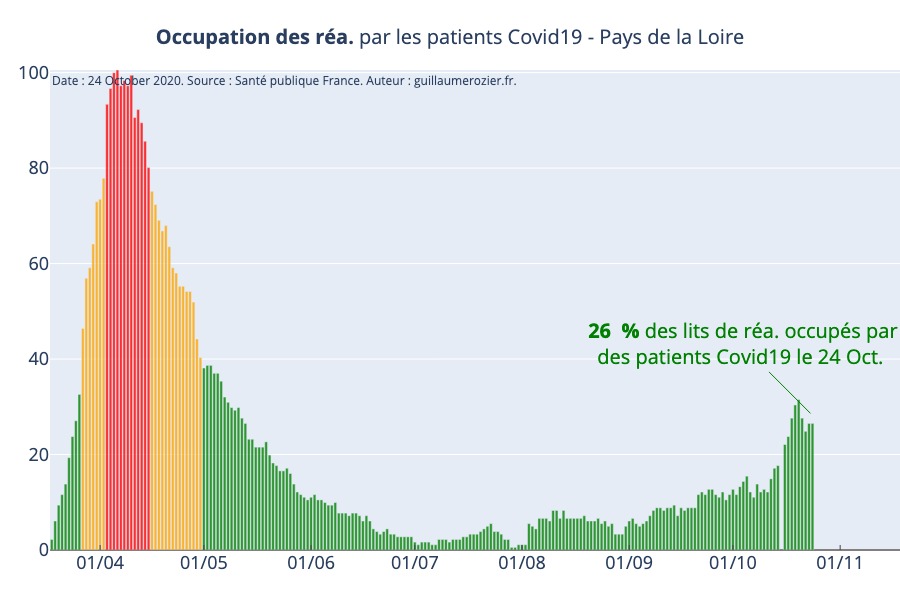 Occupation des réa. par les patients Covid19 - Pays de la Loire
Date : 24 October 2020. Source : Santé publique France. Auteur : guillaumerozier.fr.
100
80
60
40
20
0
26 % des lits de réa. occupés par
des patients Covid19 le 24 Oct.
01/04 01/05 01/06 01/07 01/08 01/09 01/10 01/11